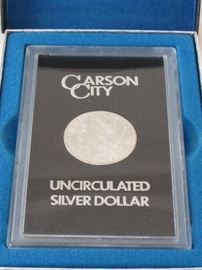 CARSON
CITY
UNCIRCULATED
SILVER DOLLAR